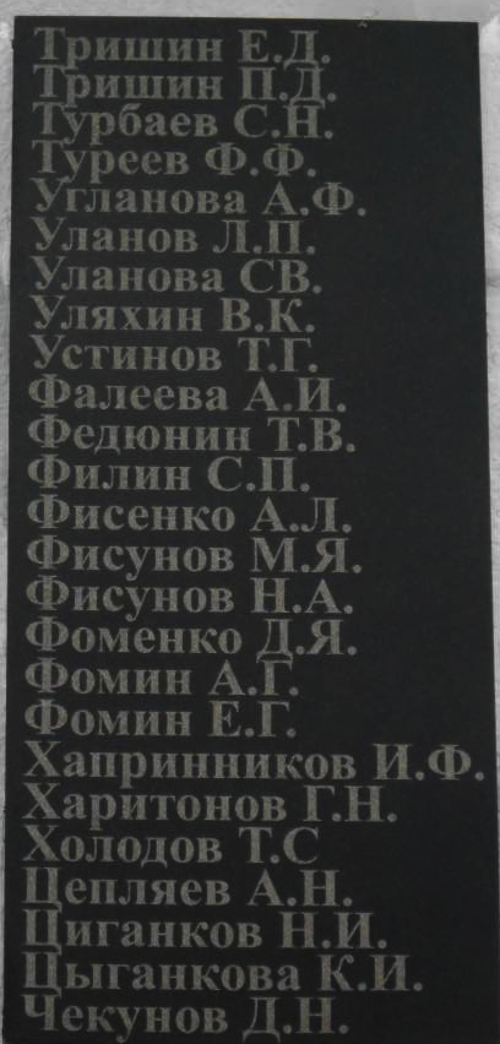 Тришин Е.Д.
Тришин П.Д.
Турбаев С.Н.
Туреев Ф.Ф.
Угланова А.Ф.
Уланов Л.П.
Уланова СВ.
Уляхин В.К.
Устинов Т.Г.
Фалеева А.И.
Федюнин Т.В.
Филин С.П.
Фисенко А.Л.
Фисунов М.Я.
Фисунов Н.А.
Фоменко Д.Я.
Фомин А.Г.
Фомин Е.Г.
Хапринников И.Ф.
Харитонов Г.Н.
Холодов Т.С
Цепляев А.Н.
Циганков Н.И.
Цыганкова К.И.
Чекунов Д.Н.